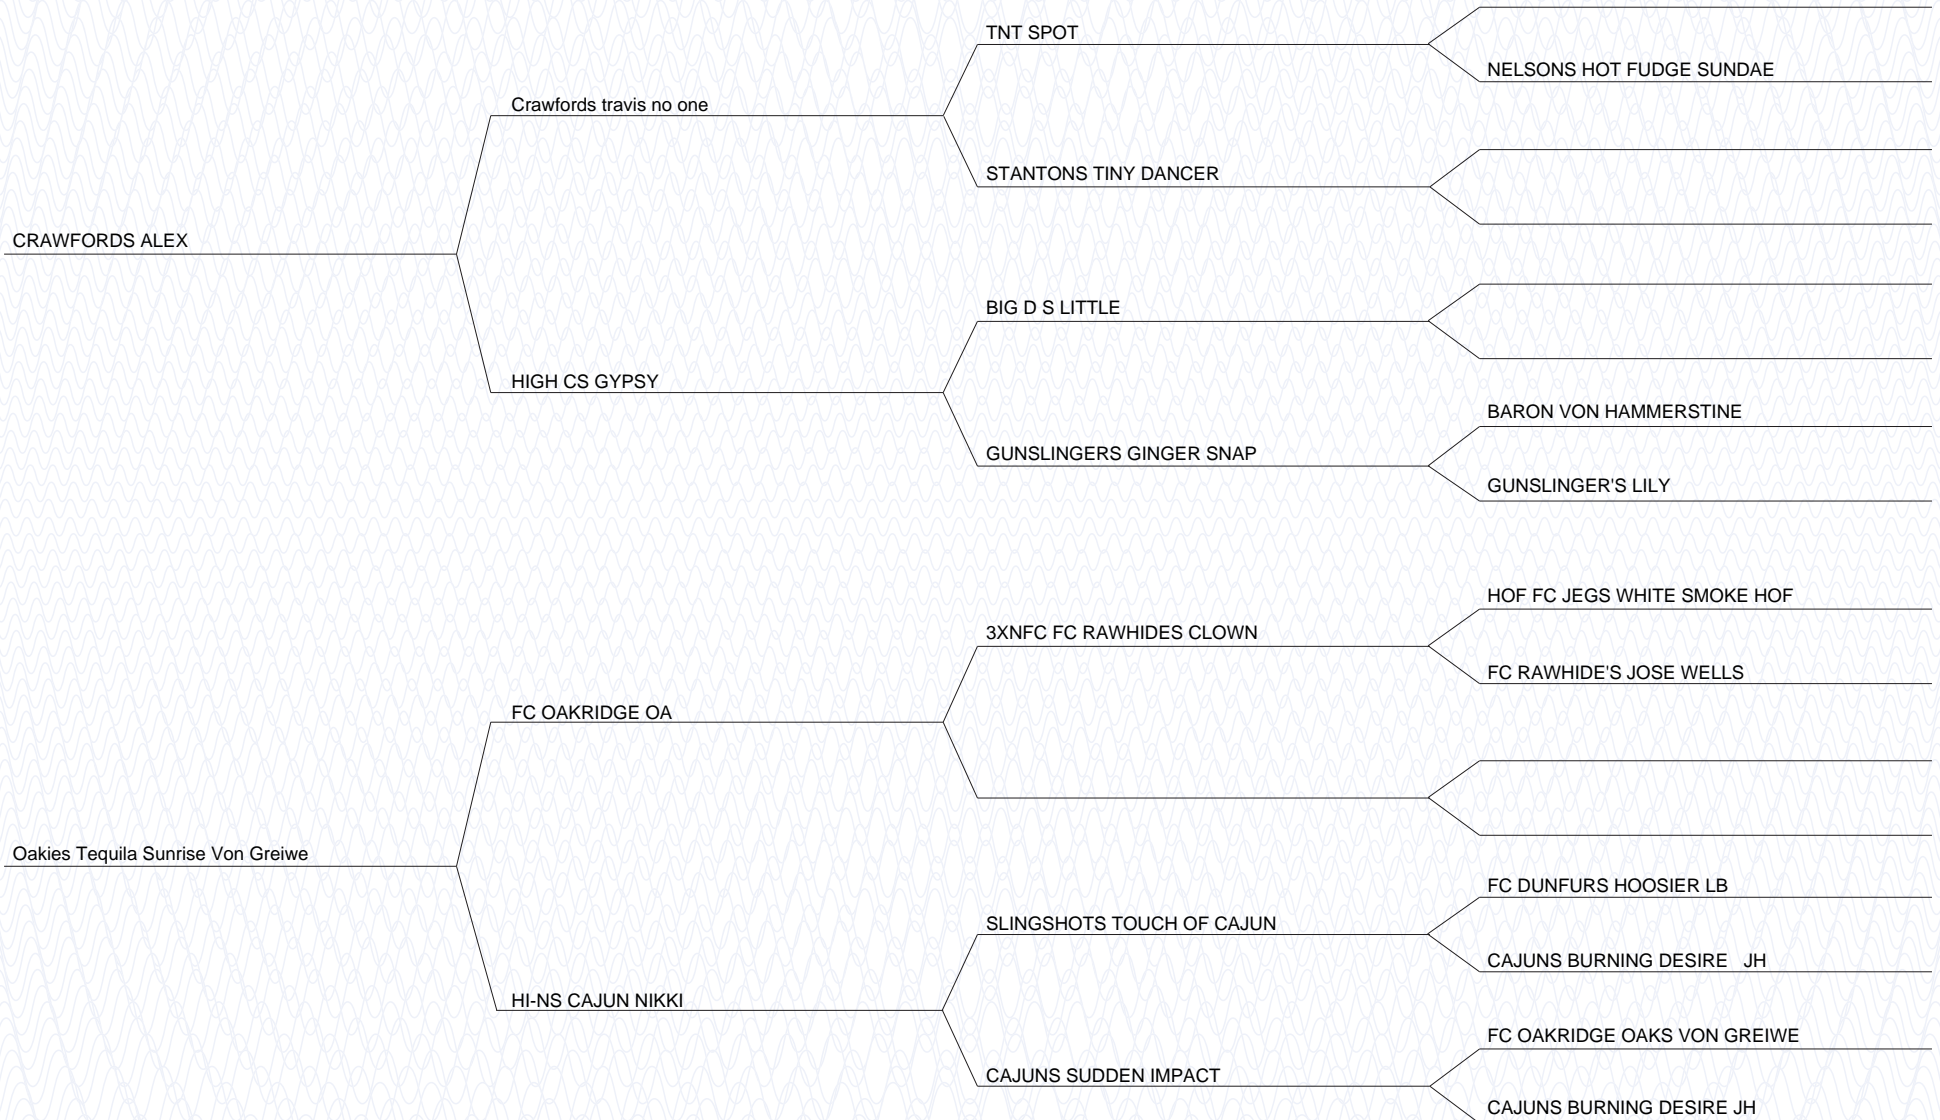 TNT SPOT
NELSONS HOT FUDGE SUNDAE
Crawfords travis no one
STANTONS TINY DANCER
CRAWFORDS ALEX
BIG D S LITTLE
HIGH CS GYPSY
BARON VON HAMMERSTINE
GUNSLINGERS GINGER SNAP
GUNSLINGER'S LILY
HOF FC JEGS WHITE SMOKE HOF
3XNFC FC RAWHIDES CLOWN
FC RAWHIDE'S JOSE WELLS
FC OAKRIDGE OA
Oakies Tequila Sunrise Von Greiwe
FC DUNFURS HOOSIER LB
SLINGSHOTS TOUCH OF CAJUN
CAJUNS BURNING DESIRE   JH
HI-NS CAJUN NIKKI
FC OAKRIDGE OAKS VON GREIWE
CAJUNS SUDDEN IMPACT
CAJUNS BURNING DESIRE JH